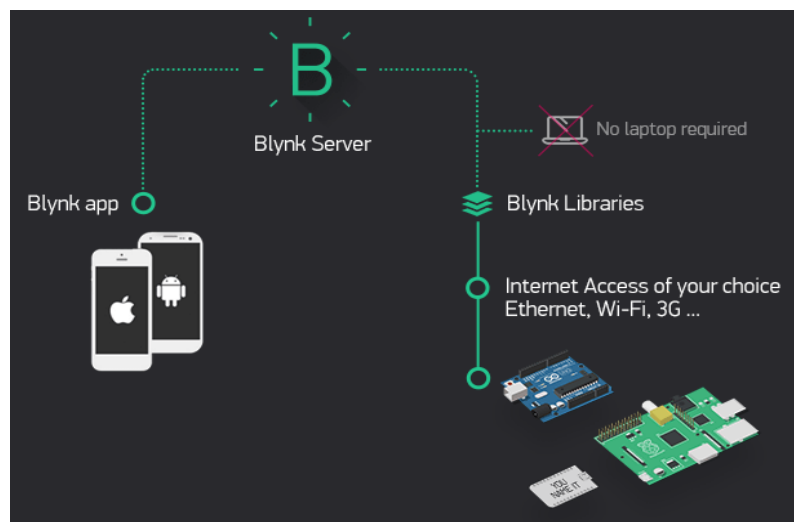 B
Blynk Server
No laptop required
Blynk app
Blynk Libraries
Internet Access of your choice
Ethernet, Wi-Fi, 3G ...
YOU
NAME IT